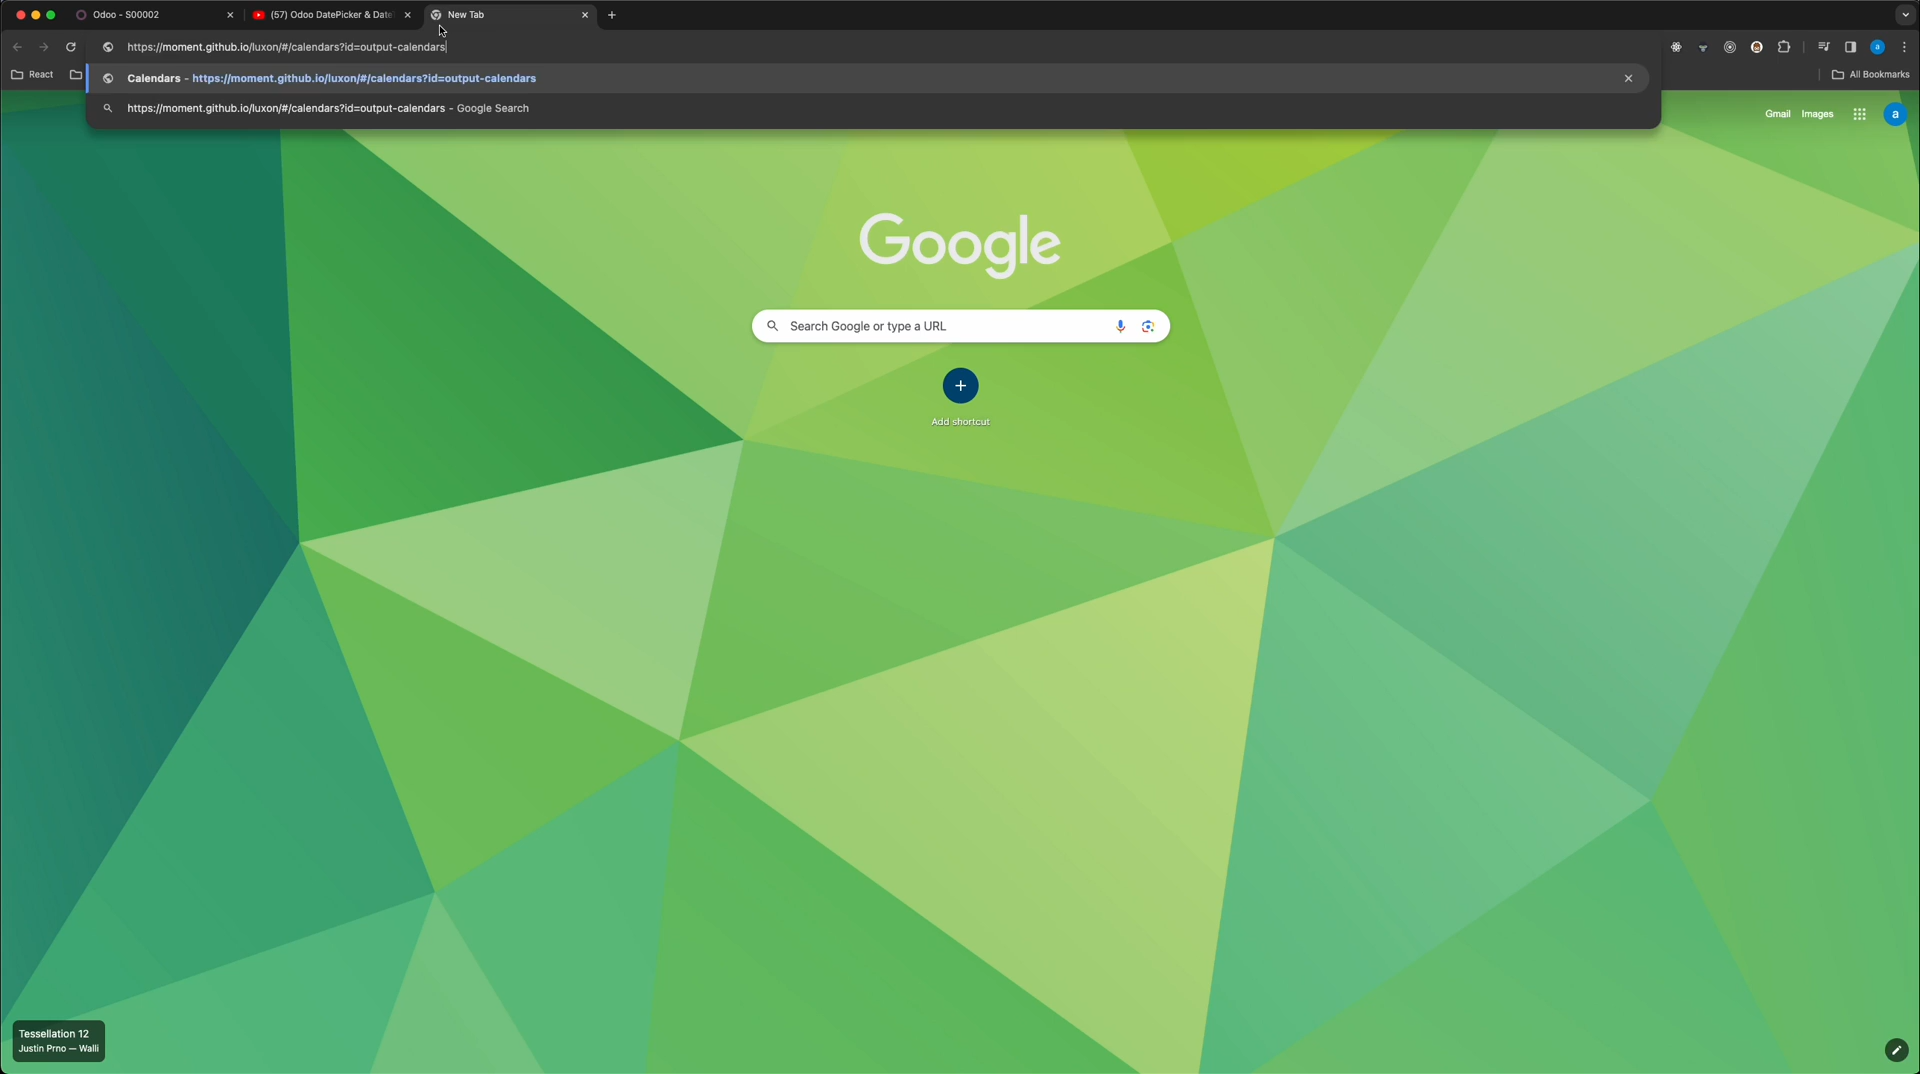 Odoo - S00002
(57) Odoo DatePicker & Date
New Tab
https://moment.github.io/luxon/#/calendars?id=output-calendars
React
All Bookmarks
Calendars - https://moment.github.io/luxon/#/calendars?id=output-calendars
https://moment.github.io/luxon/#/calendars?id=output-calendars - Google Search
Gmail Images
a
a
Google
Search Google or type a URL
Add shortcut
Tessellation 12
Justin Prno — Walli